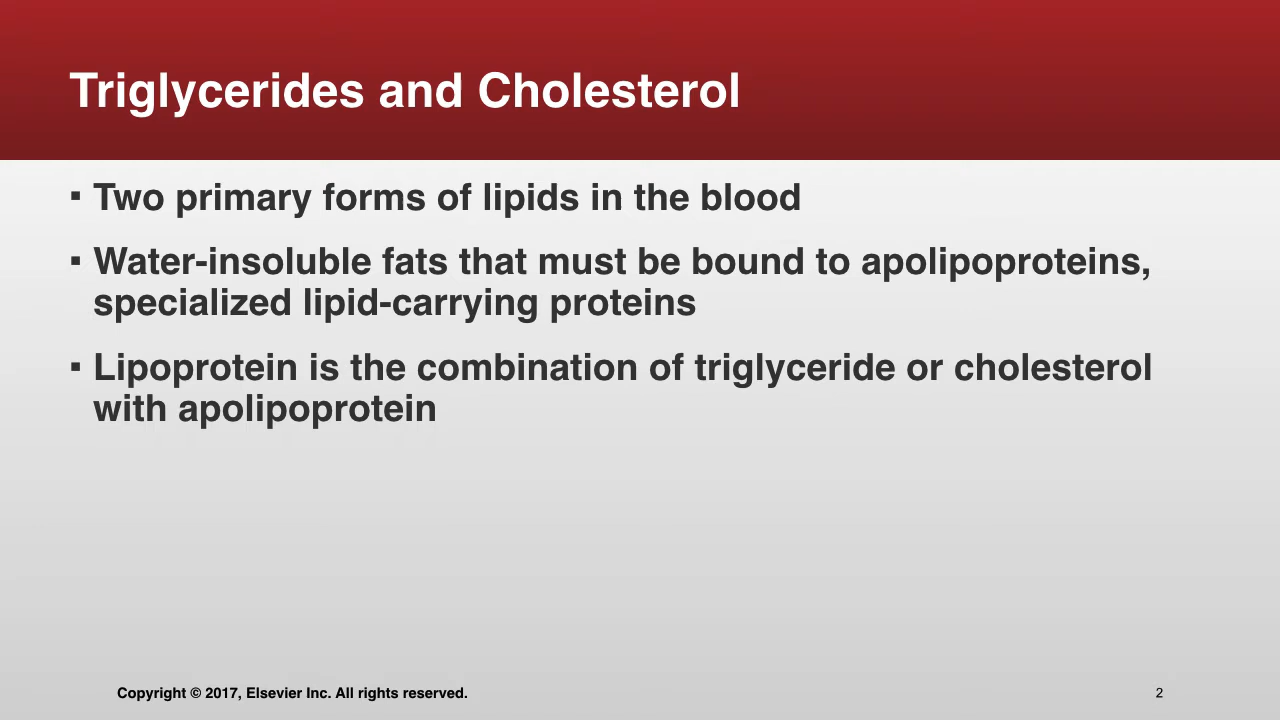 Triglycerides and Cholesterol
▪ Two primary forms of lipids in the blood
▪ Water-insoluble fats that must be bound to apolipoproteins,
specialized lipid-carrying proteins
▪ Lipoprotein is the combination of triglyceride or cholesterol
with apolipoprotein
Copyright © 2017, Elsevier Inc. All rights reserved.
2